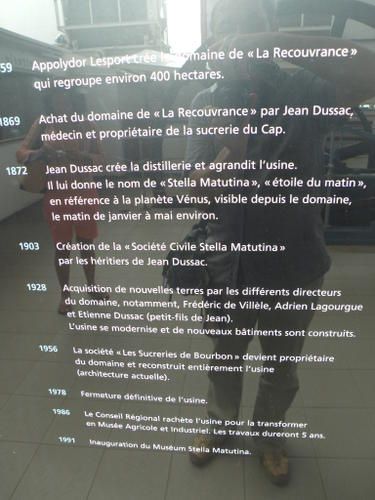 59 Appolydor Lesport crée le domaine de « La Recouvrance »
qui regroupe environ 400 hectares.
1869 Achat du domaine de « La Recouvrance » par Jean Dussac,
médecin et propriétaire de la sucrerie du Cap.
1872 Jean Dussac crée la distillerie et agrandit l'usine.
Il lui donne le nom de « Stella Matutina », « étoile du matin »,
en référence à la planète Vénus, visible depuis le domaine,
le matin de janvier à mai environ.
1903 Création de la « Société Civile Stella Matutina »
par les héritiers de Jean Dussac.
1928 Acquisition de nouvelles terres par les différents directeurs
du domaine, notamment, Frédéric de Villèle, Adrien Lagourgue
et Etienne Dussac (petit-fils de Jean).
L'usine se modernise et de nouveaux bâtiments sont construits.
1956 La société « Les Sucreries de Bourbon » devient propriétaire
du domaine et reconstruit entièrement l'usine
(architecture actuelle).
1978 Fermeture définitive de l'usine.
1986 Le Conseil Régional rachète l'usine pour la transformer
en Musée Agricole et Industriel. Les travaux dureront 5 ans.
1991 Inauguration du Muséum Stella Matutina.